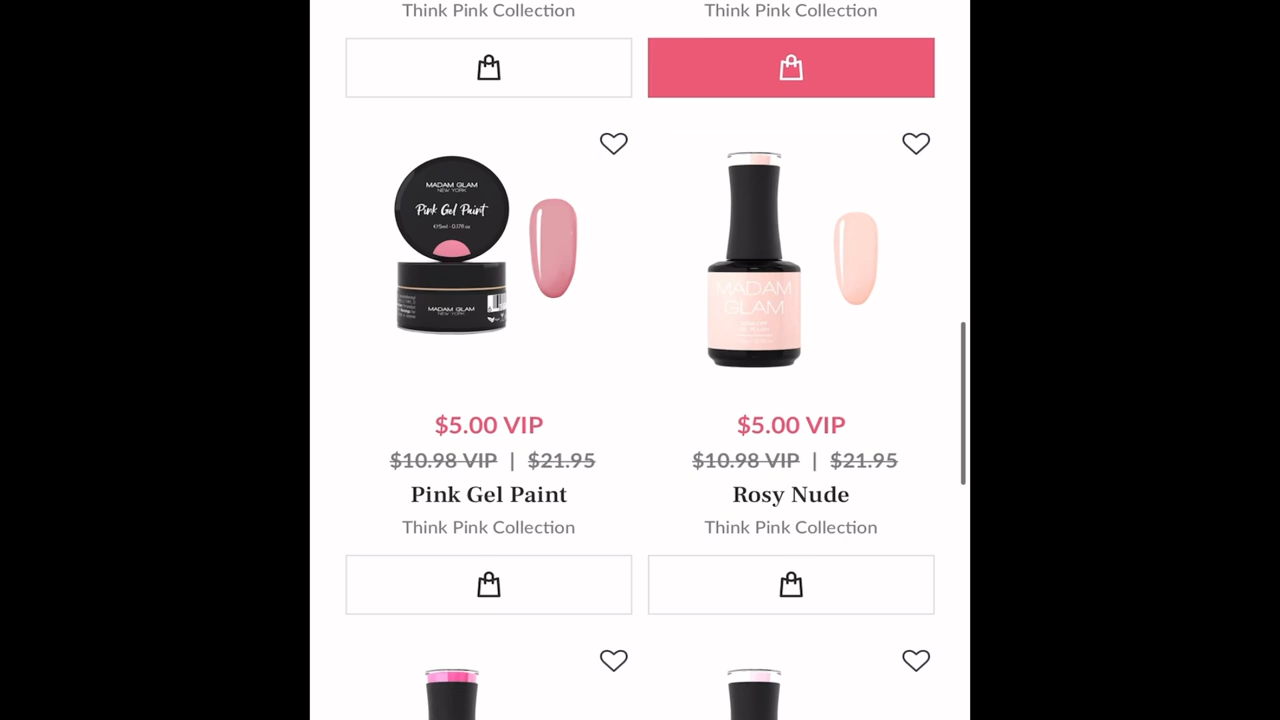 Think Pink Collection
Think Pink Collection
MADAM GLAM
NEW YORK
Pink Gel Paint
MADAM GLAM
NEW YORK
MADAM
GLAM
$5.00 VIP
$10.98 VIP | $21.95
Pink Gel Paint
Think Pink Collection
$5.00 VIP
$10.98 VIP | $21.95
Rosy Nude
Think Pink Collection